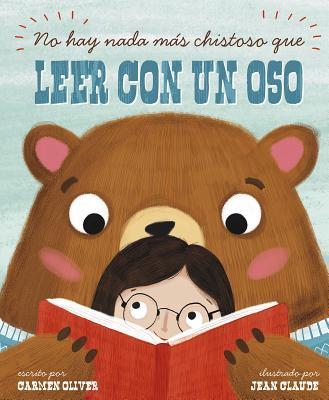 No hay nada más chistoso que
LEER CON UN OSO
escrito por
CARMEN OLIVER
ilustrado por
JEAN CLAUDE